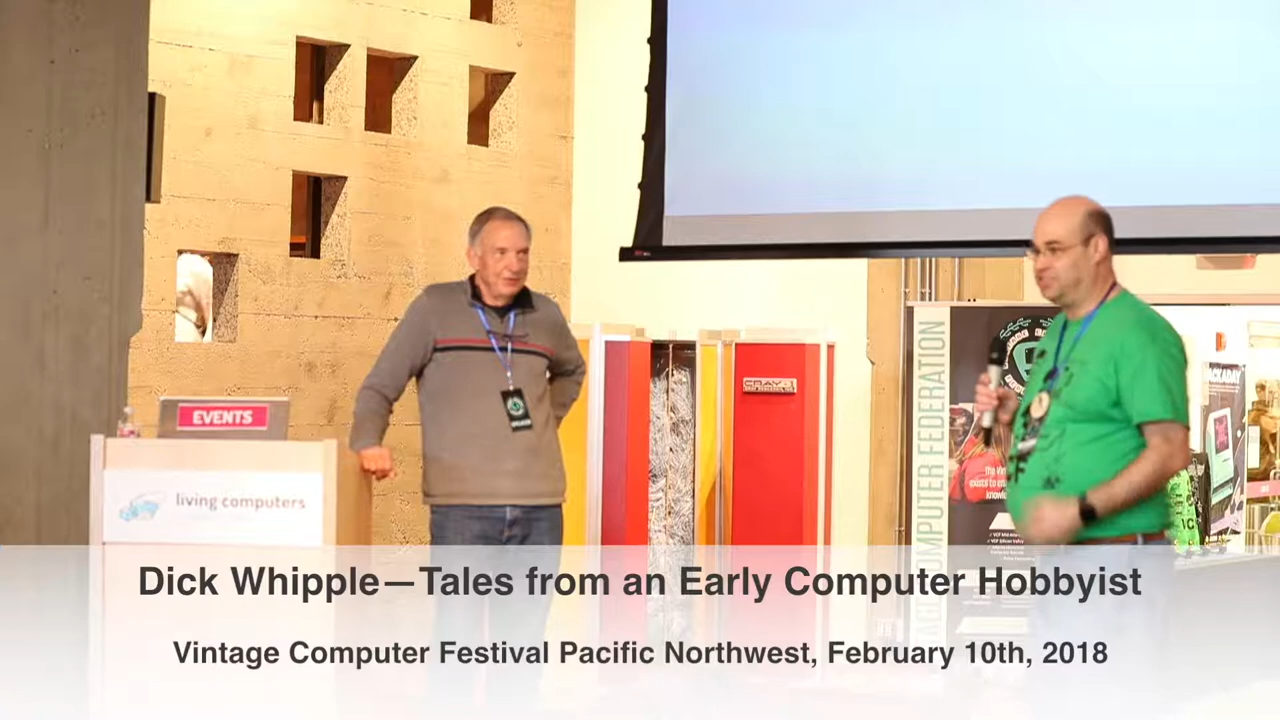 EVENTS
living computers
CRAY-1
COMPUTER FEDERATION
Dick Whipple—Tales from an Early Computer Hobbyist
Vintage Computer Festival Pacific Northwest, February 10th, 2018